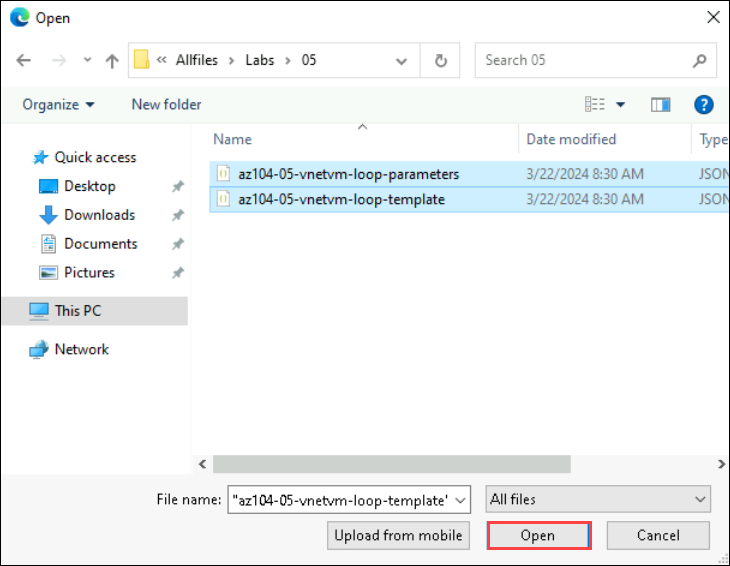 Open
« Allfiles > Labs > 05
Search 05
Organize
New folder
Name
Date modified
Type
Quick access
Desktop
Downloads
Documents
Pictures
This PC
Network
az104-05-vnetvm-loop-parameters
3/22/2024 8:30 AM
JSON
az104-05-vnetvm-loop-template
3/22/2024 8:30 AM
JSON
File name:
"az104-05-vnetvm-loop-template"
All files
Upload from mobile
Open
Cancel